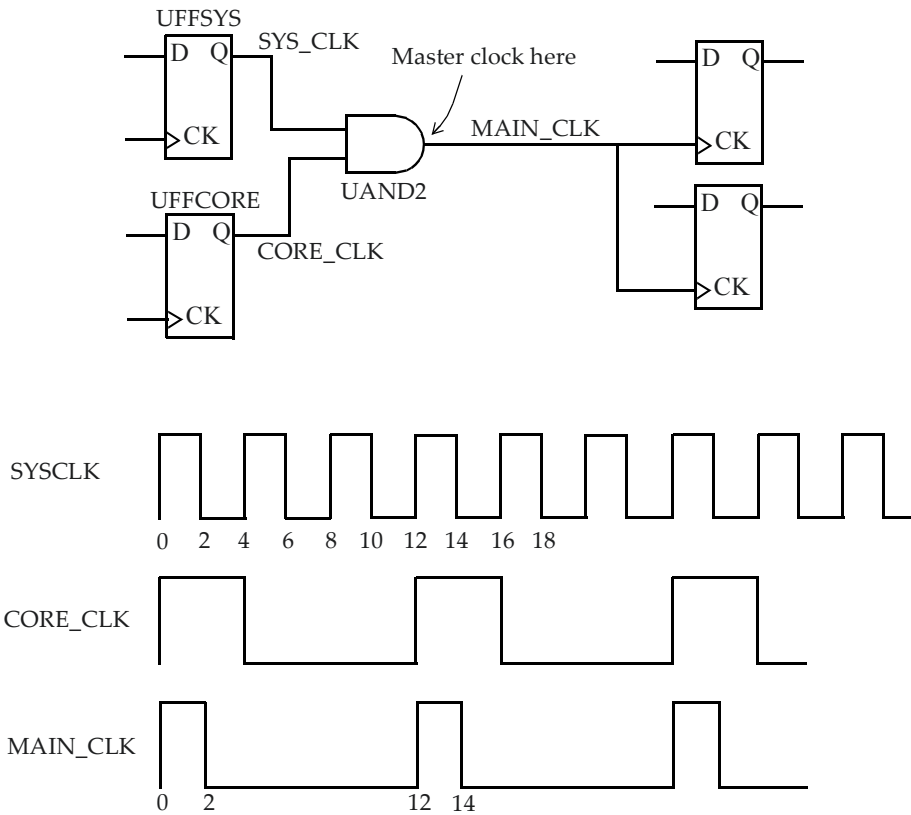 UFFSYS
D Q
SYS_CLK
CK
Master clock here
MAIN_CLK
UAND2
D Q
CK
UFFCORE
D Q
CORE_CLK
CK
D Q
CK
SYSCLK
0 2 4 6 8 10 12 14 16 18
CORE_CLK
MAIN_CLK
0 2 12 14